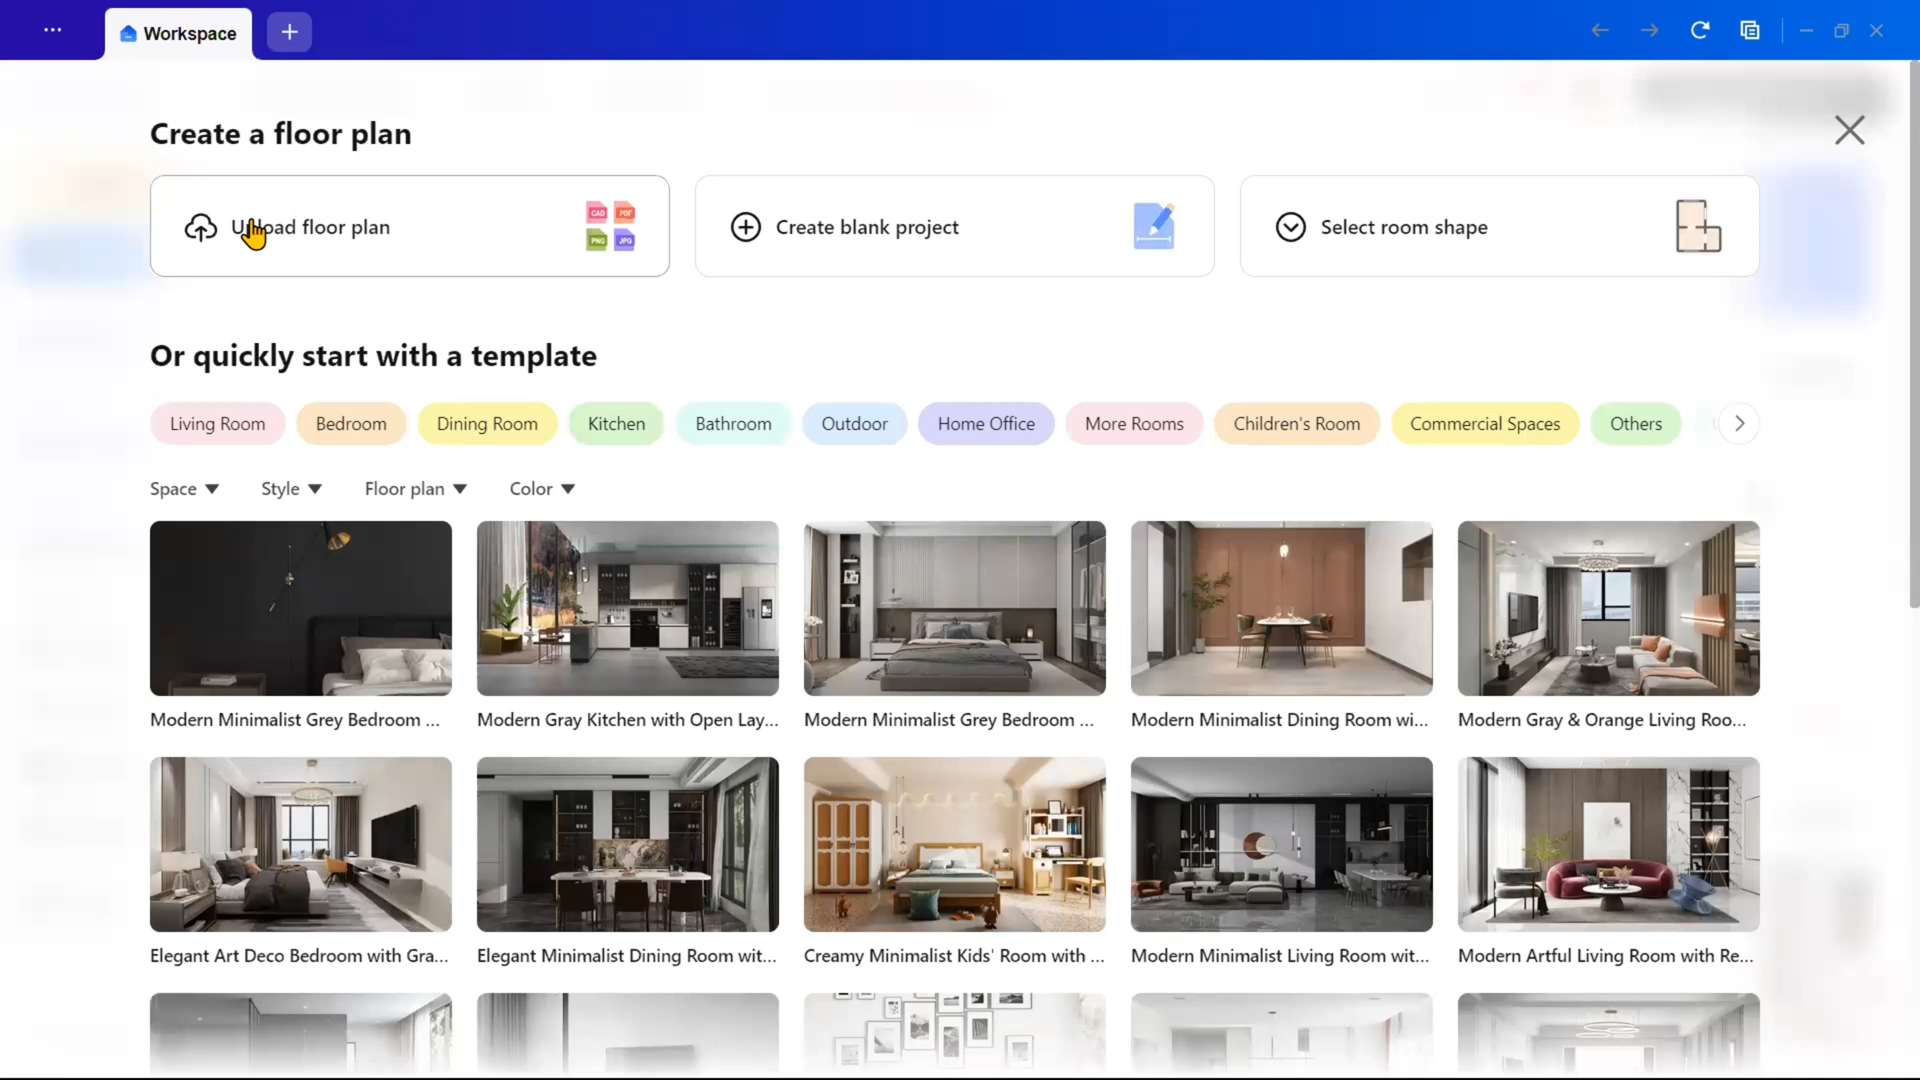 Workspace
Create a floor plan
Upload floor plan
CAD PDF
PNG JPG
Create blank project
Select room shape
Or quickly start with a template
Living Room Bedroom Dining Room Kitchen Bathroom Outdoor Home Office More Rooms Children's Room Commercial Spaces Others
Space Style Floor plan Color
Modern Minimalist Grey Bedroom ...
Modern Gray Kitchen with Open Lay...
Modern Minimalist Grey Bedroom ...
Modern Minimalist Dining Room wi...
Modern Gray & Orange Living Roo...
Elegant Art Deco Bedroom with Gra...
Elegant Minimalist Dining Room wit...
Creamy Minimalist Kids' Room with ...
Modern Minimalist Living Room wit...
Modern Artful Living Room with Re...